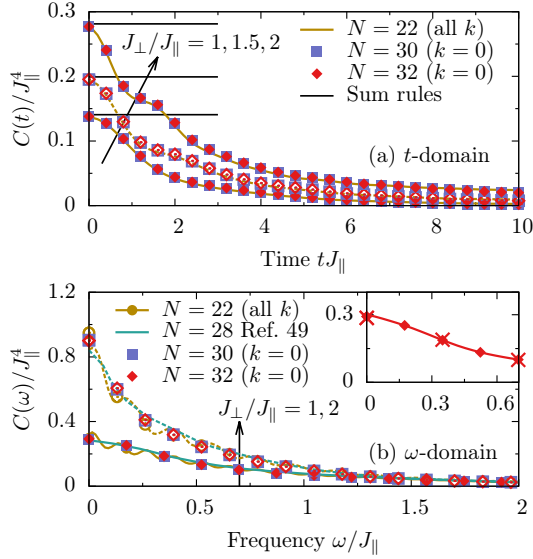 0.3
0.2
0.1
0
C(t)/J∥⁴
J⊥/J∥ = 1, 1.5, 2
N = 22 (all k)
N = 30 (k = 0)
N = 32 (k = 0)
Sum rules
(a) t-domain
0 2 4 6 8 10
Time tJ∥
1.2
0.8
0.4
0
C(ω)/J∥⁴
N = 22 (all k)
N = 28 Ref. 49
N = 30 (k = 0)
N = 32 (k = 0)
0.3
0
0 0.3 0.6
J⊥/J∥ = 1, 2
(b) ω-domain
0 0.5 1 1.5 2
Frequency ω/J∥